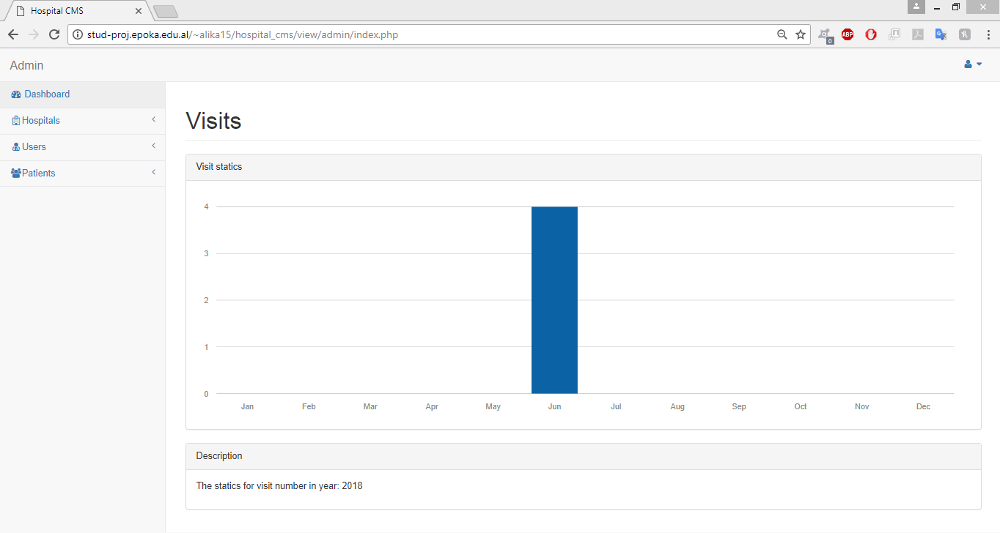 Hospital CMS
stud-proj.epoka.edu.al/~alika15/hospital_cms/view/admin/index.php
0
ABP
Admin
Dashboard
Hospitals
Users
Patients
Visits
Visit statics
4
3
2
1
0
Jan Feb Mar Apr May Jun Jul Aug Sep Oct Nov Dec
Description
The statics for visit number in year: 2018